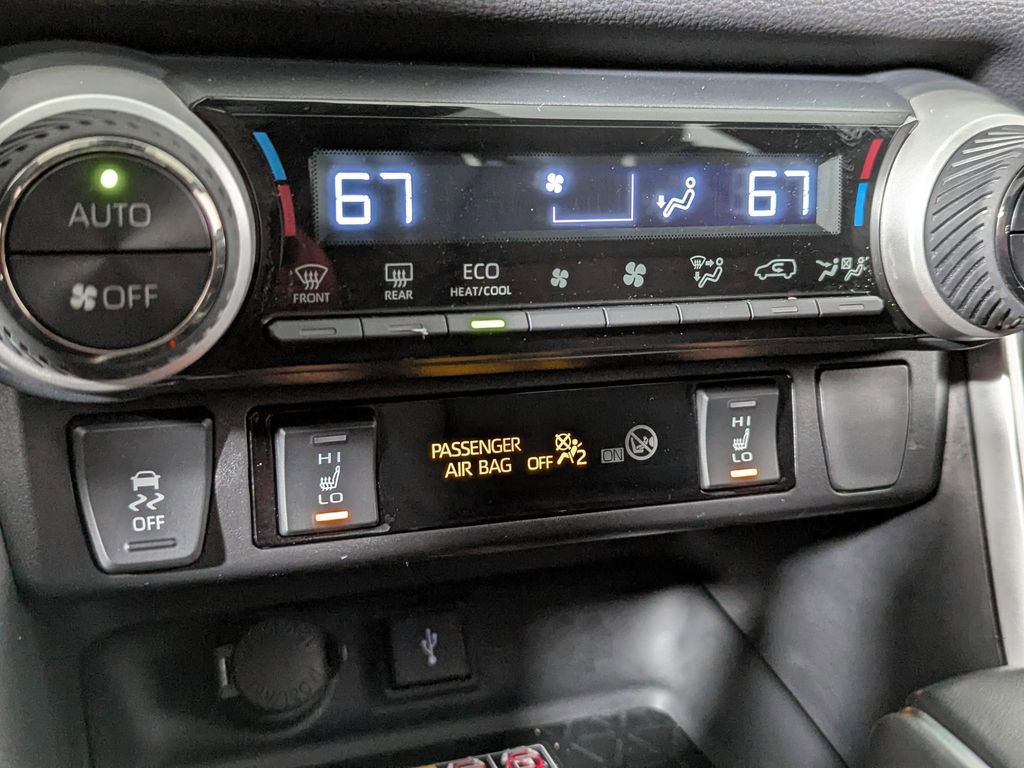 67
67
AUTO
OFF
FRONT
REAR
ECO
HEAT/COOL
HI
LO
PASSENGER
AIR BAG OFF 2 ON
HI
LO
OFF